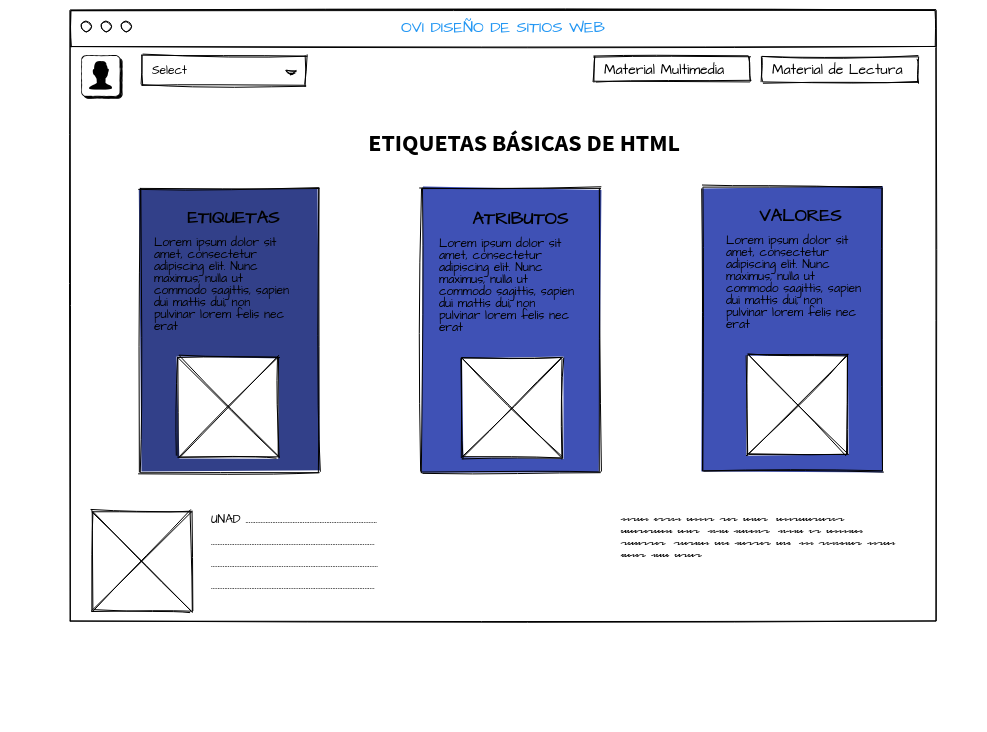 OVI DISEÑO DE SITIOS WEB
Select
Material Multimedia
Material de Lectura
ETIQUETAS BÁSICAS DE HTML
ETIQUETAS
Lorem ipsum dolor sit
amet, consectetur
adipiscing elit. Nunc
maximus, nulla ut
commodo sagittis, sapien
dui mattis dui, non
pulvinar lorem felis nec
erat
ATRIBUTOS
Lorem ipsum dolor sit
amet, consectetur
adipiscing elit. Nunc
maximus, nulla ut
commodo sagittis, sapien
dui mattis dui, non
pulvinar lorem felis nec
erat
VALORES
Lorem ipsum dolor sit
amet, consectetur
adipiscing elit. Nunc
maximus, nulla ut
commodo sagittis, sapien
dui mattis dui, non
pulvinar lorem felis nec
erat
UNAD